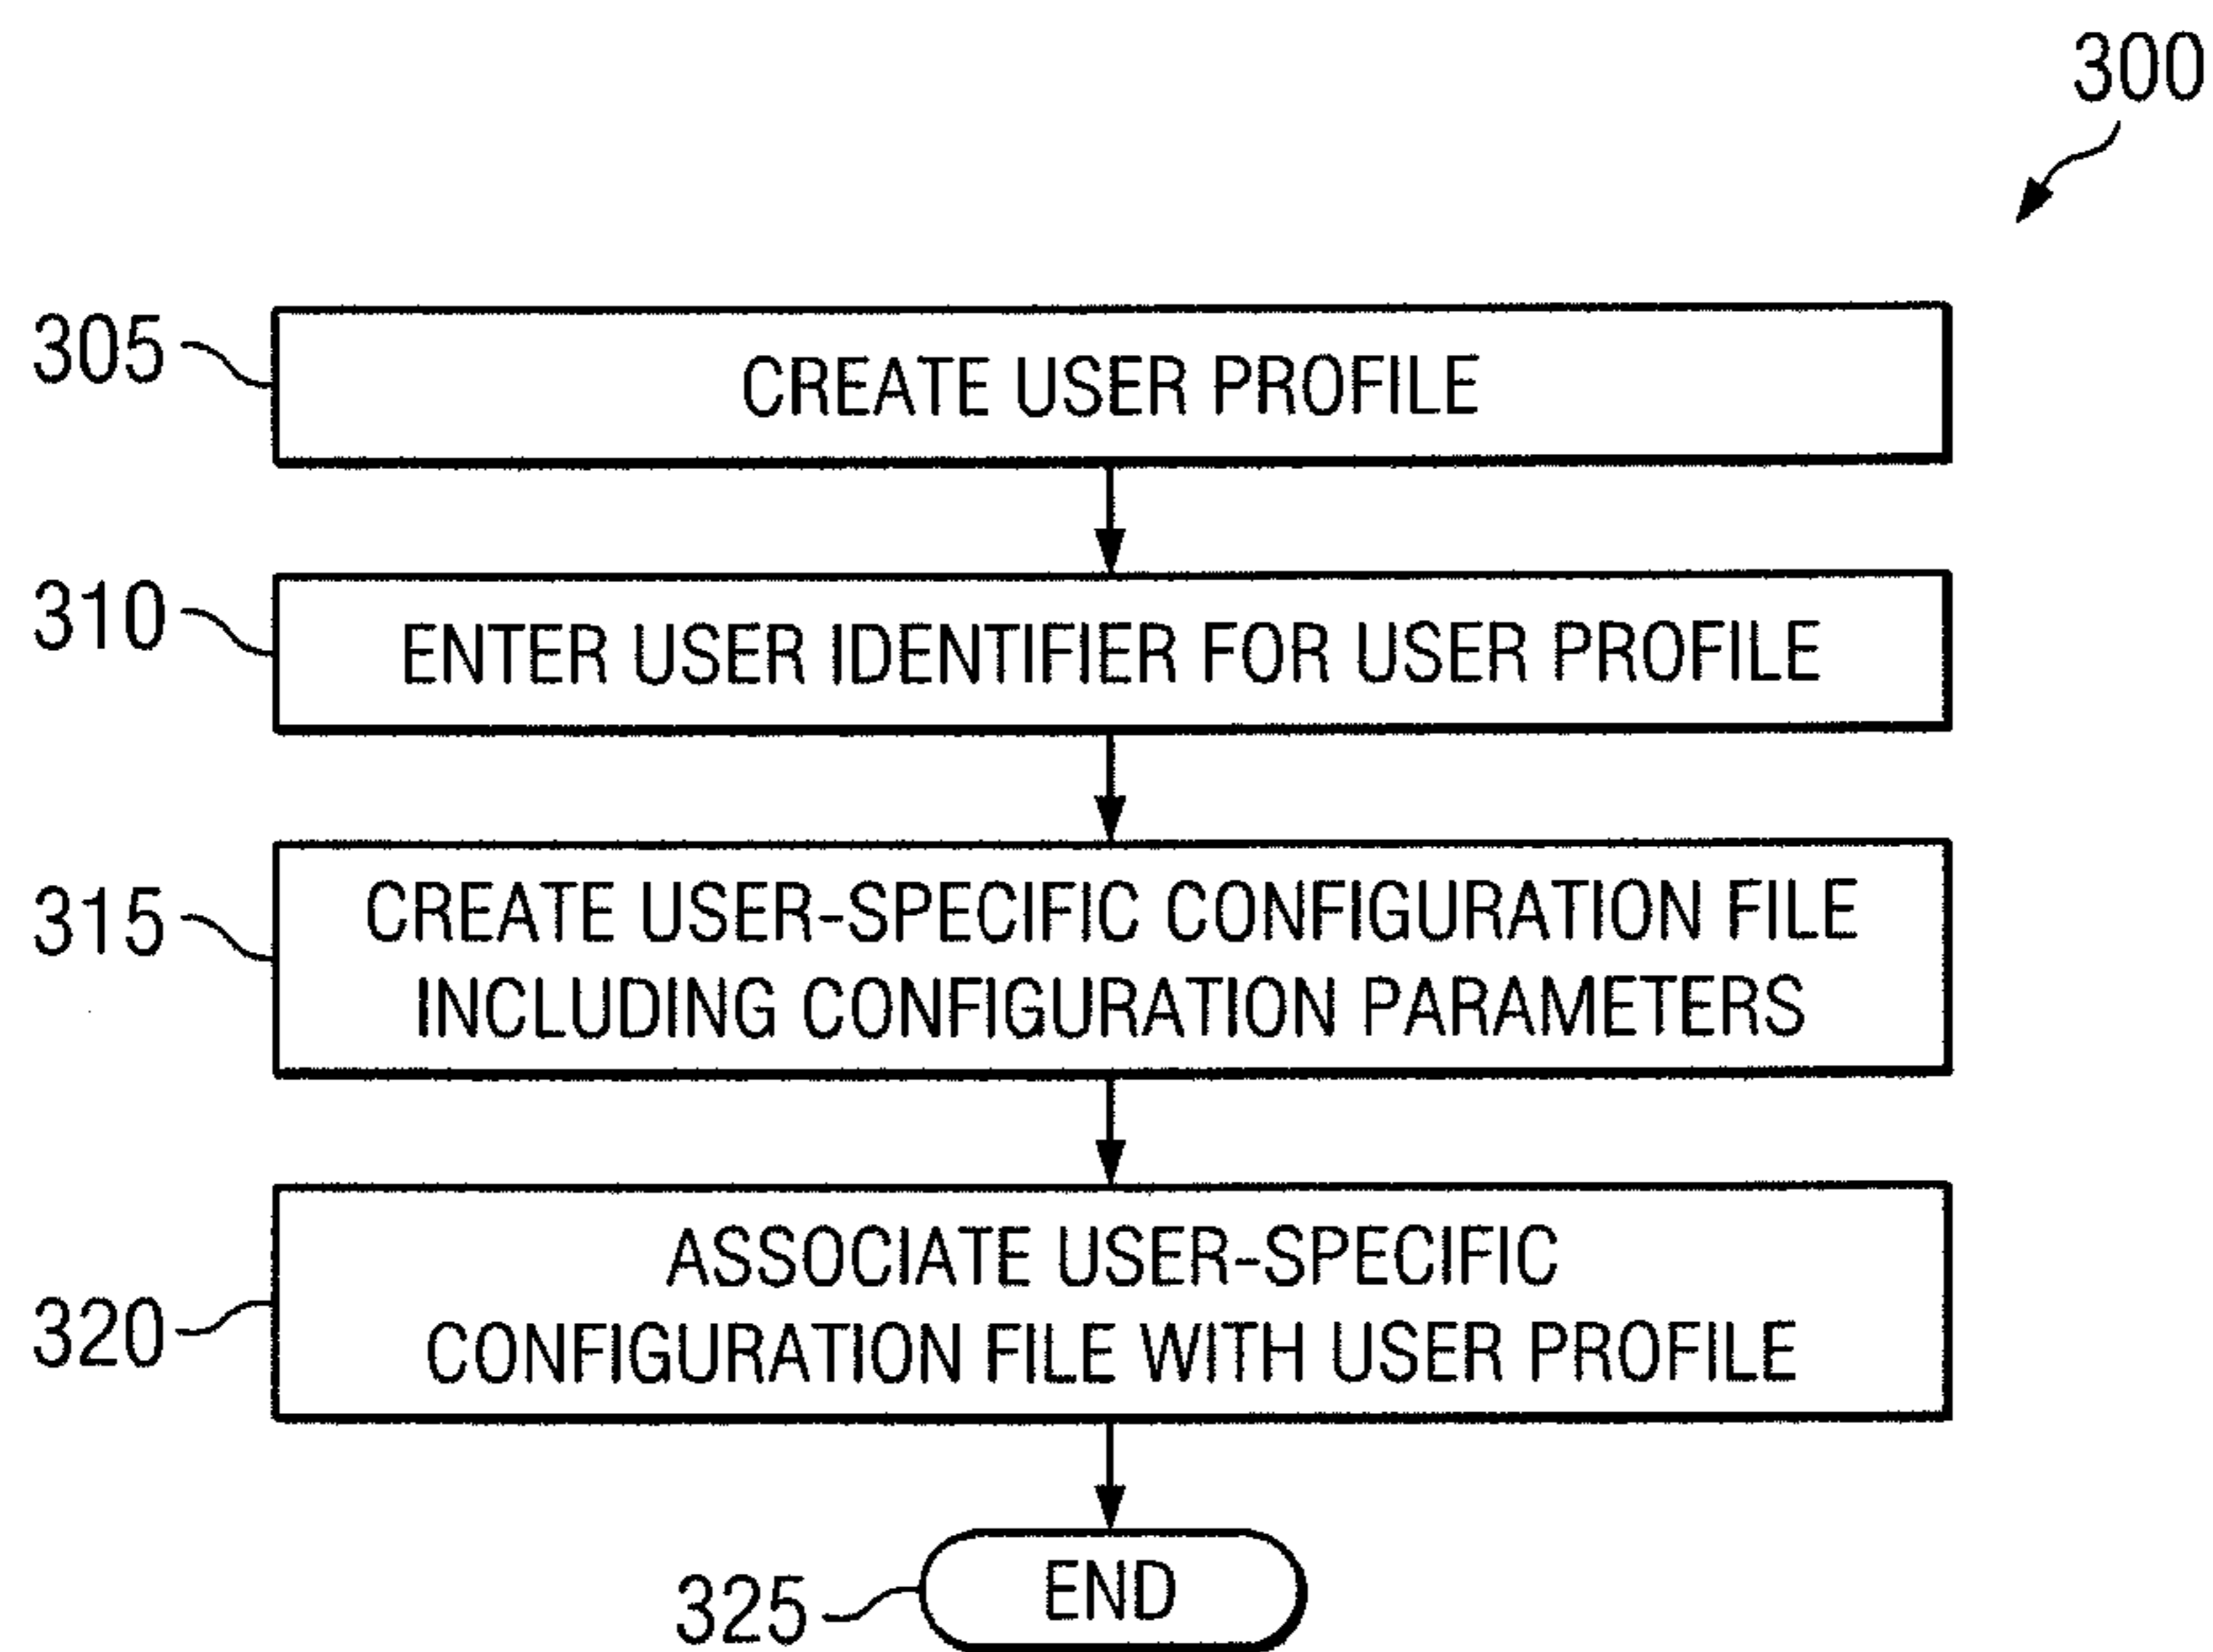 300
305
CREATE USER PROFILE
310
ENTER USER IDENTIFIER FOR USER PROFILE
315
CREATE USER-SPECIFIC CONFIGURATION FILE
INCLUDING CONFIGURATION PARAMETERS
320
ASSOCIATE USER-SPECIFIC
CONFIGURATION FILE WITH USER PROFILE
325
END